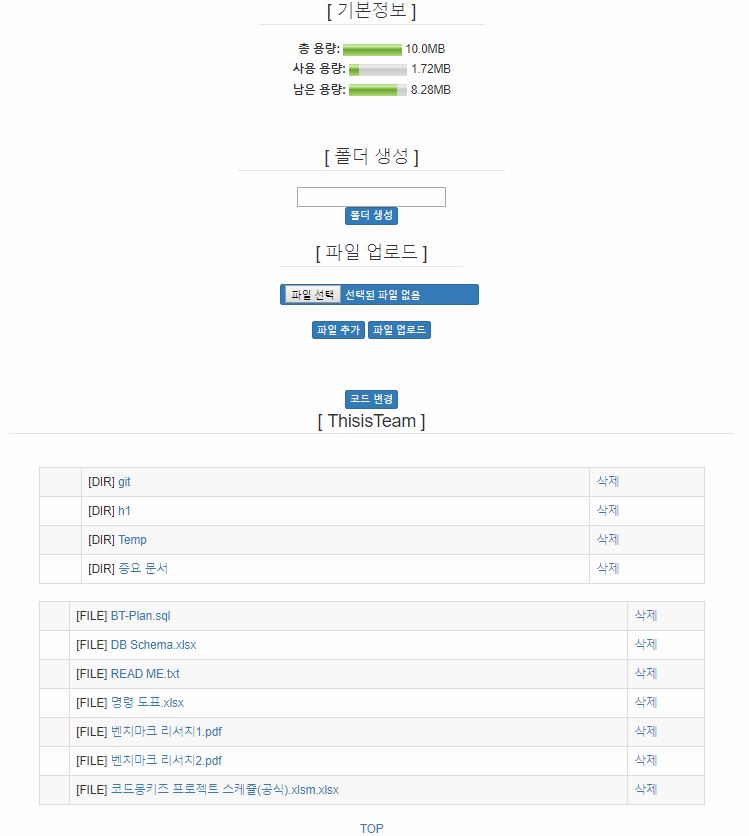 [ 기본정보 ]
총 용량: 10.0MB
사용 용량: 1.72MB
남은 용량: 8.28MB
[ 폴더 생성 ]
폴더 생성
[ 파일 업로드 ]
파일 선택 선택된 파일 없음
파일 추가 파일 업로드
코드 변경
[ ThisisTeam ]
[DIR] git 삭제
[DIR] h1 삭제
[DIR] Temp 삭제
[DIR] 중요 문서 삭제
[FILE] BT-Plan.sql 삭제
[FILE] DB Schema.xlsx 삭제
[FILE] READ ME.txt 삭제
[FILE] 명령 도표.xlsx 삭제
[FILE] 벤치마크 리서치1.pdf 삭제
[FILE] 벤치마크 리서치2.pdf 삭제
[FILE] 코드몽키즈 프로젝트 스케쥴(공식).xlsm.xlsx 삭제
TOP